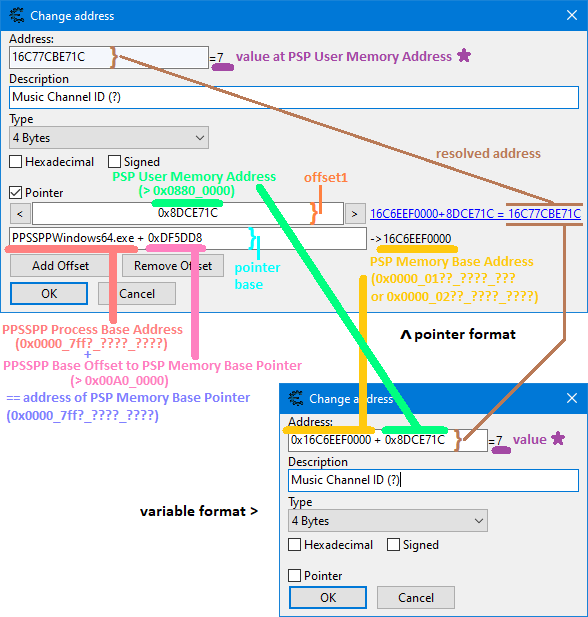 Change address
Address:
16C77CBE71C } =7 value at PSP User Memory Address ★
Description
Music Channel ID (?)
Type
4 Bytes
resolved address
Hexadecimal Signed
PSP User Memory Address
(> 0x0880_0000)
offset1
Pointer
< 0x8DCE71C } > 16C6EEF0000+8DCE71C = 16C77CBE71C
PPSSPPWindows64.exe + 0xDF5DD8 } ->16C6EEF0000
Add Offset Remove Offset
pointer
base
PSP Memory Base Address
(0x0000_01??_????_???
or 0x0000_02??_????_????)
OK Cancel
PPSSPP Process Base Address
(0x0000_7ff?_????_????)
+
PPSSPP Base Offset to PSP Memory Base Pointer
(> 0x00A0_0000)
== address of PSP Memory Base Pointer
(0x0000_7ff?_????_????)
^ pointer format
Change address
Address:
0x16C6EEF0000 + 0x8DCE71C } =7 value ★
Description
Music Channel ID (?)
variable format >
Type
4 Bytes
Hexadecimal Signed
Pointer
OK Cancel